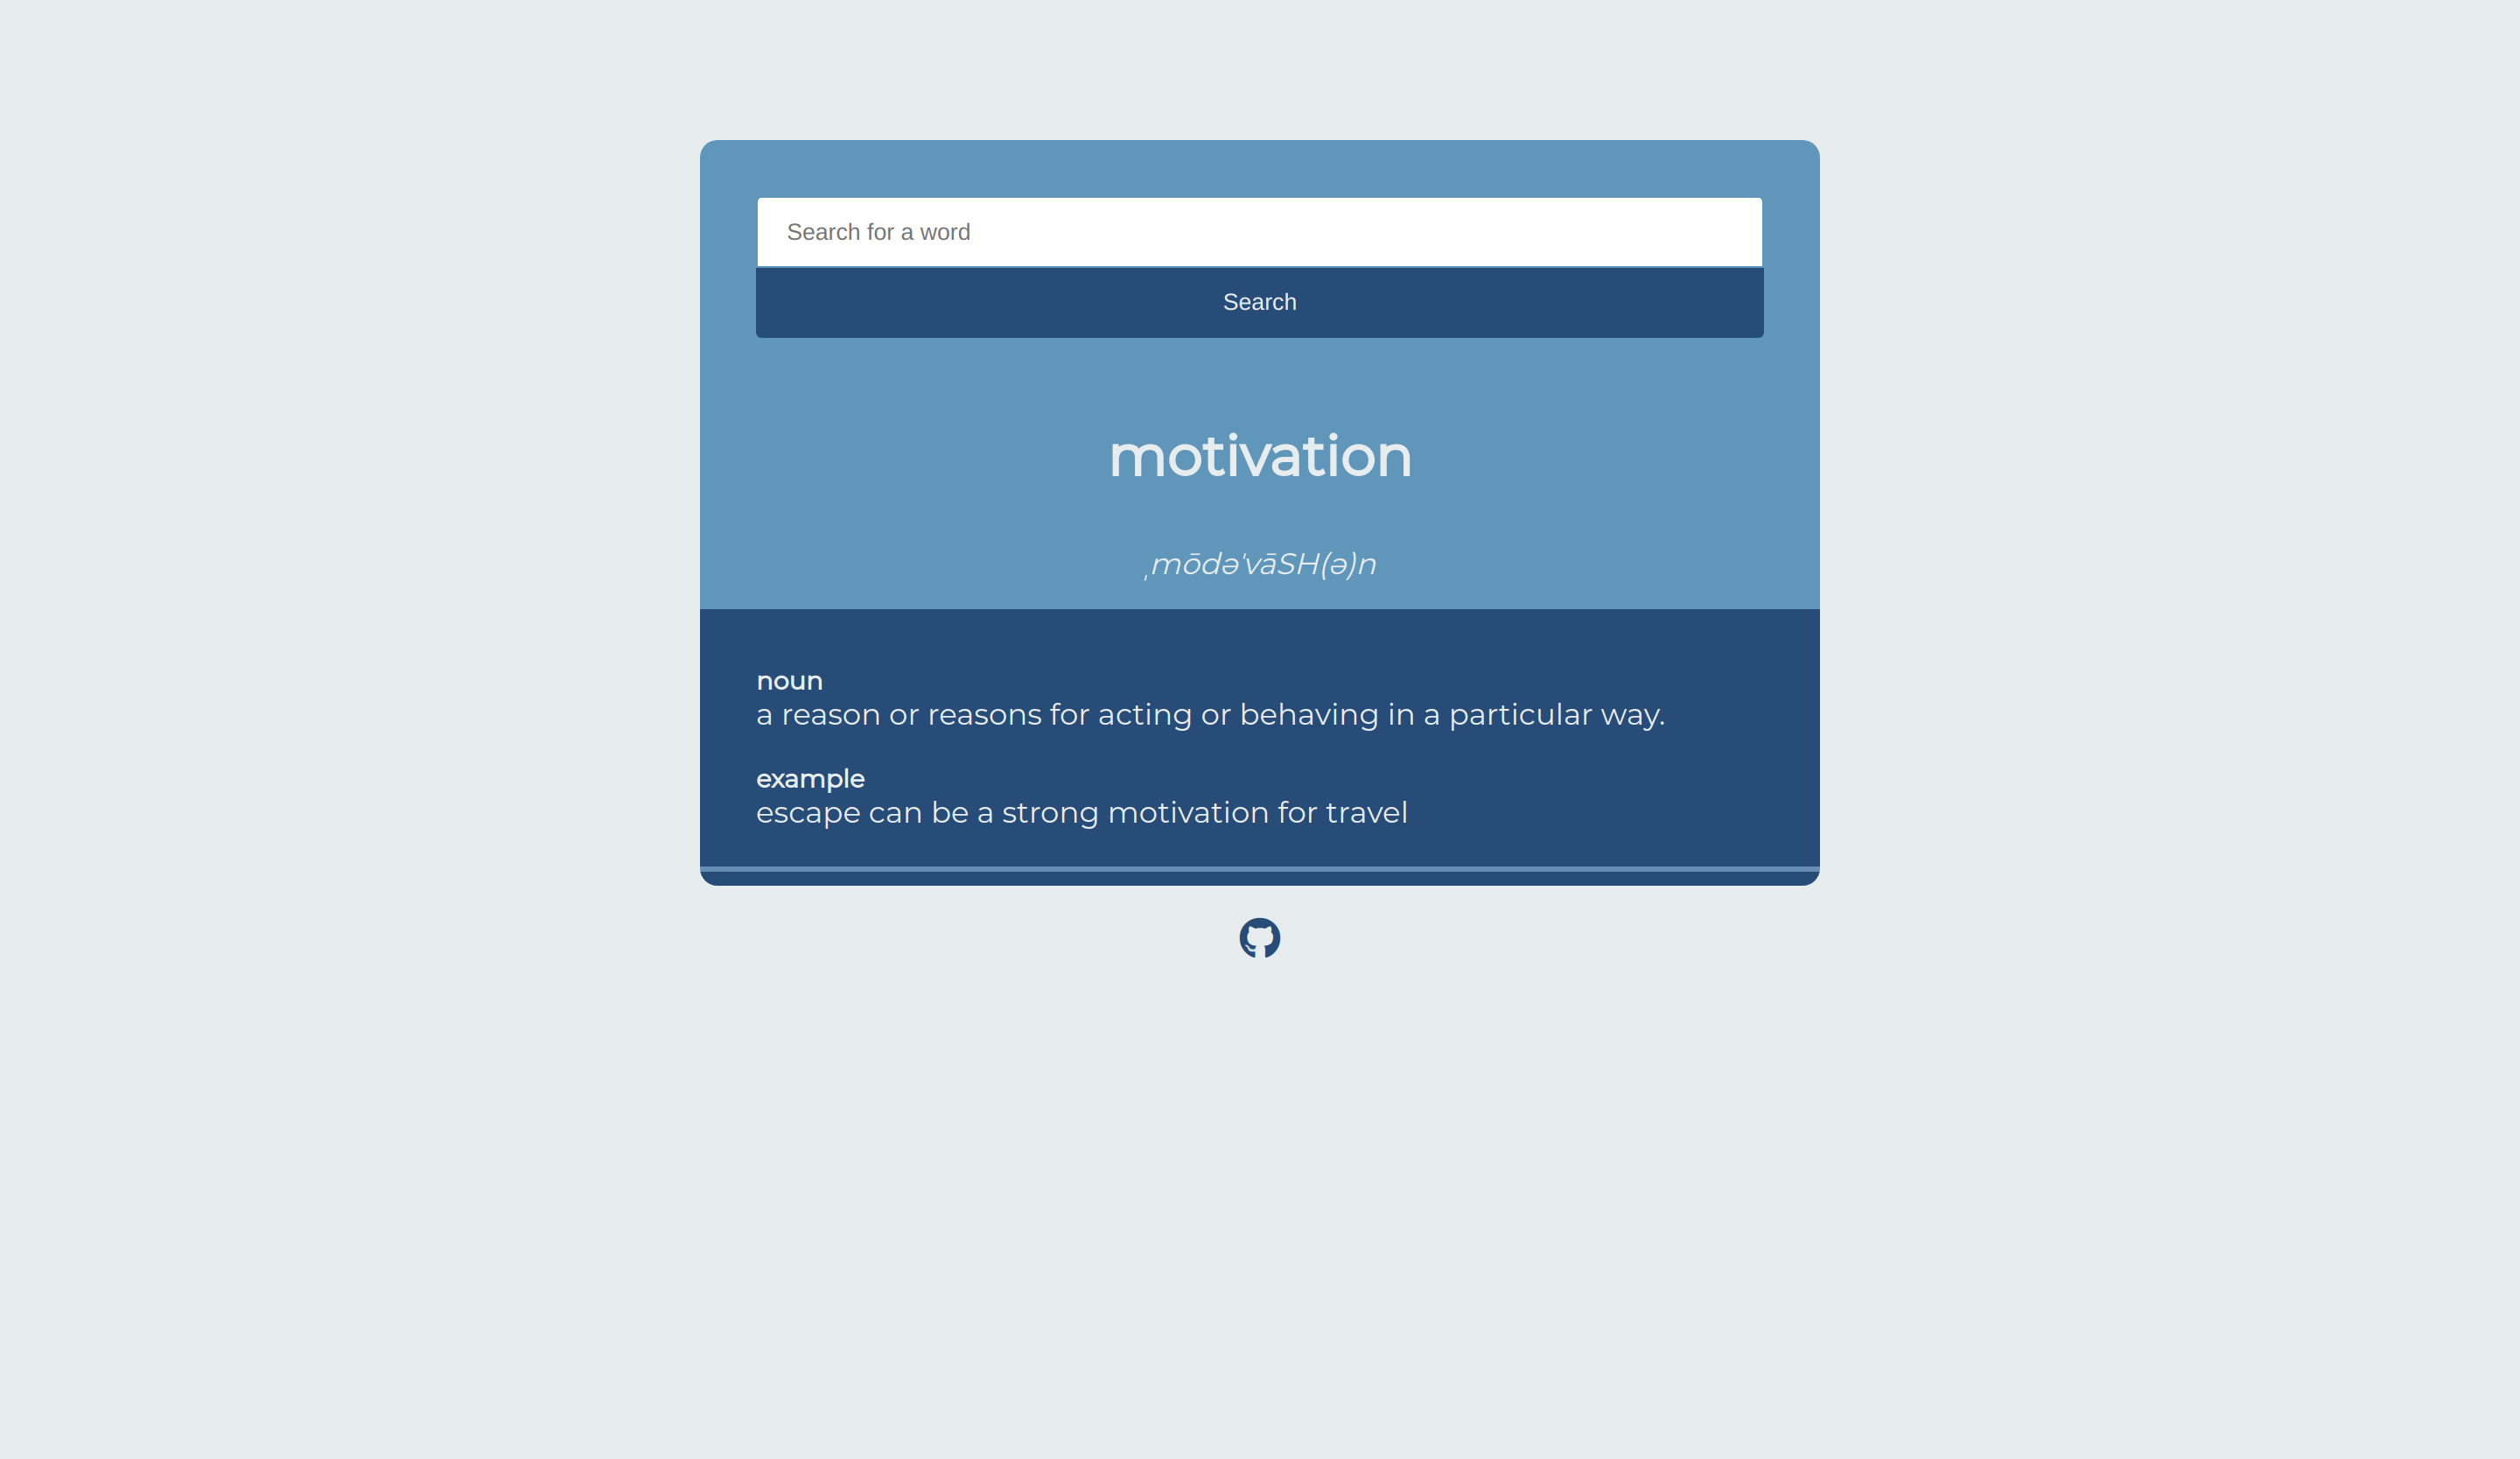 Search for a word
Search
motivation
ˌmōdəˈvāSH(ə)n
noun
a reason or reasons for acting or behaving in a particular way.
example
escape can be a strong motivation for travel